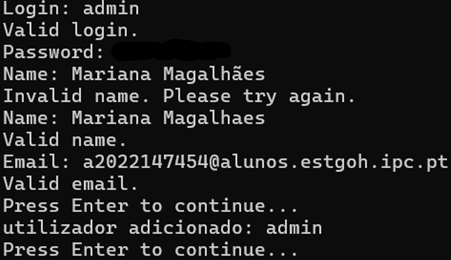 Login: admin
Valid login.
Password:
Name: Mariana Magalhães
Invalid name. Please try again.
Name: Mariana Magalhaes
Valid name.
Email: a2022147454@alunos.estgoh.ipc.pt
Valid email.
Press Enter to continue...
utilizador adicionado: admin
Press Enter to continue...